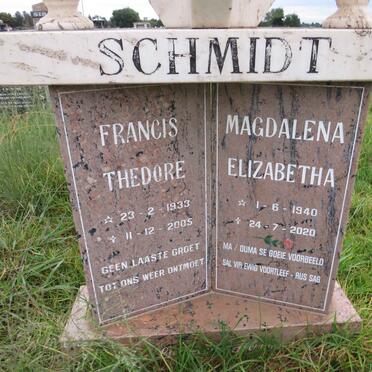 SCHMIDT
FRANCIS
THEDORE
☆ 23-2-1933
☆ 11-12-2005
GEEN LAASTE GROET
TOT ONS WEER ONTMOET
MAGDALENA
ELIZABETHA
☆ 1-6-1940
☆ 24-7-2020
MA / OUMA SE GOEIE VOORBEELD
SAL VIR EWIG VOORTLEEF - RUS SAG